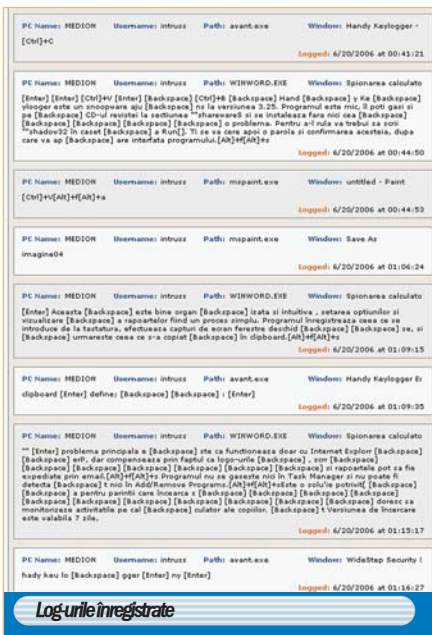 PC Name: MEDION Username: intruss Path: avant.exe Window: Handy Keylogger -
[Ctrl]+C
Logged: 6/20/2006 at 00:41:21
PC Name: MEDION Username: intruss Path: WINWORD.EXE Window: Spionarea calculato
[Enter] [Enter] [Ctrl]+V [Enter] [Backspace] [Ctrl]+B [Backspace] Hand [Backspace] y Ke [Backspace]
ylooger este un snoopware aju [Backspace] ns la versiunea 3.25. Programul este mic, îl poti gasi si
pe [Backspace] CD-ul revistei la sectiunea ""shareware$ si se instaleaza fara nici cea [Backspace]
[Backspace] [Backspace] [Backspace] [Backspace] o problema. Pentru a-l rula va trebui sa scrii
""shadow32 în caset [Backspace] a Run[]. Ti se va cere apoi o parola si confirmarea acesteia, dupa
care va ap [Backspace] are interfata programului.[Alt]+f[Alt]+s
Logged: 6/20/2006 at 00:44:50
PC Name: MEDION Username: intruss Path: mspaint.exe Window: untitled - Paint
[Ctrl]+V[Alt]+f[Alt]+a
Logged: 6/20/2006 at 00:44:53
PC Name: MEDION Username: intruss Path: mspaint.exe Window: Save As
imagine04
Logged: 6/20/2006 at 01:06:24
PC Name: MEDION Username: intruss Path: WINWORD.EXE Window: Spionarea calculato
[Enter] Aceasta [Backspace] este bine organ [Backspace] izata si intuitiva , setarea optiunilor si
vizualizare [Backspace] a rapoartelor fiind un proces simplu. Programul înregistreaza ceea ce se
introduce de la tastatura, efectueaza capturi de ecran ferestre deschid [Backspace] [Backspace] se, si
[Backspace] urmareste ceea ce s-a copiat [Backspace] în clipboard.[Alt]+f[Alt]+s
Logged: 6/20/2006 at 01:09:15
PC Name: MEDION Username: intruss Path: avant.exe Window: Handy Keylogger Er
clipboard [Enter] define; [Backspace] [Backspace] : [Enter]
Logged: 6/20/2006 at 01:09:35
PC Name: MEDION Username: intruss Path: WINWORD.EXE Window: Spionarea calculato
"" [Enter] problema principala e [Backspace] ste ca functioneaza doar cu Internet Explorr [Backspace]
[Backspace] erP, dar compenseaza prin faptul ca logo-urile [Backspace] , scrr [Backspace]
[Backspace] [Backspace] [Backspace] [Backspace] [Backspace] [Backspace] si rapoartele pot sa fie
expediate prin email.[Alt]+f[Alt]+s Programul nu se gaseste nici în Task Manager si nu poate fi
detecta [Backspace] t nici în Add/Remove Programs.[Alt]+f[Alt]+sEste o solu'ie potrivit[ [Backspace]
[Backspace] a pentru parintii care încearca s [Backspace] [Backspace] [Backspace] [Backspace]
[Backspace] [Backspace] [Backspace] [Backspace] [Backspace] [Backspace] [Backspace] doresc sa
monitorizeze activitatile pe cal [Backspace] culator ale copiilor. [Backspace] t Versiunea de încercare
este valabila 7 zile.
Logged: 6/20/2006 at 01:15:17
PC Name: MEDION Username: intruss Path: avant.exe Window: WideStep Security S
hady keu lo [Backspace] gger [Enter] ny [Enter]
Logged: 6/20/2006 at 01:16:27
Log-urile înregistrate